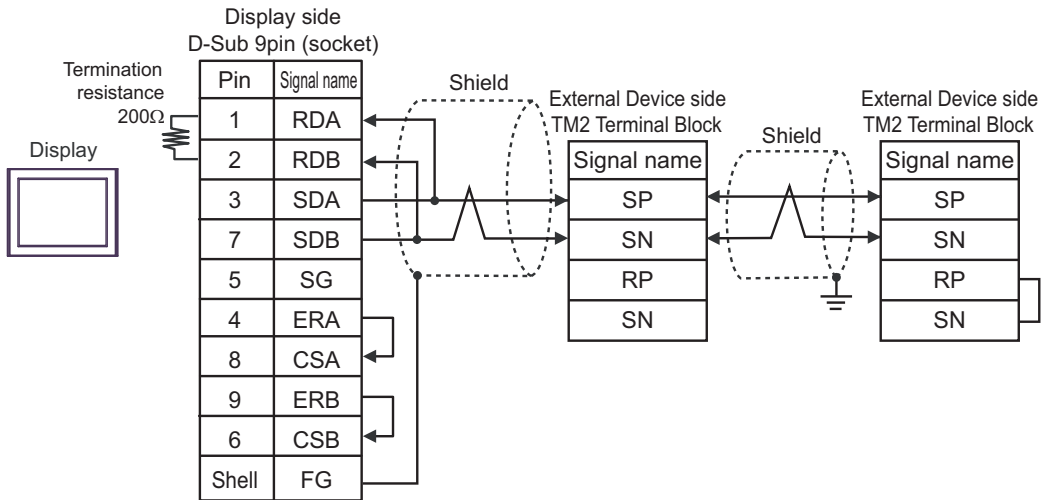 Display side
D-Sub 9pin (socket)
Termination
resistance
200Ω
Display
Pin Signal name
1 RDA
2 RDB
3 SDA
7 SDB
5 SG
4 ERA
8 CSA
9 ERB
6 CSB
Shell FG
Shield
External Device side
TM2 Terminal Block
Signal name
SP
SN
RP
SN
Shield
External Device side
TM2 Terminal Block
Signal name
SP
SN
RP
SN